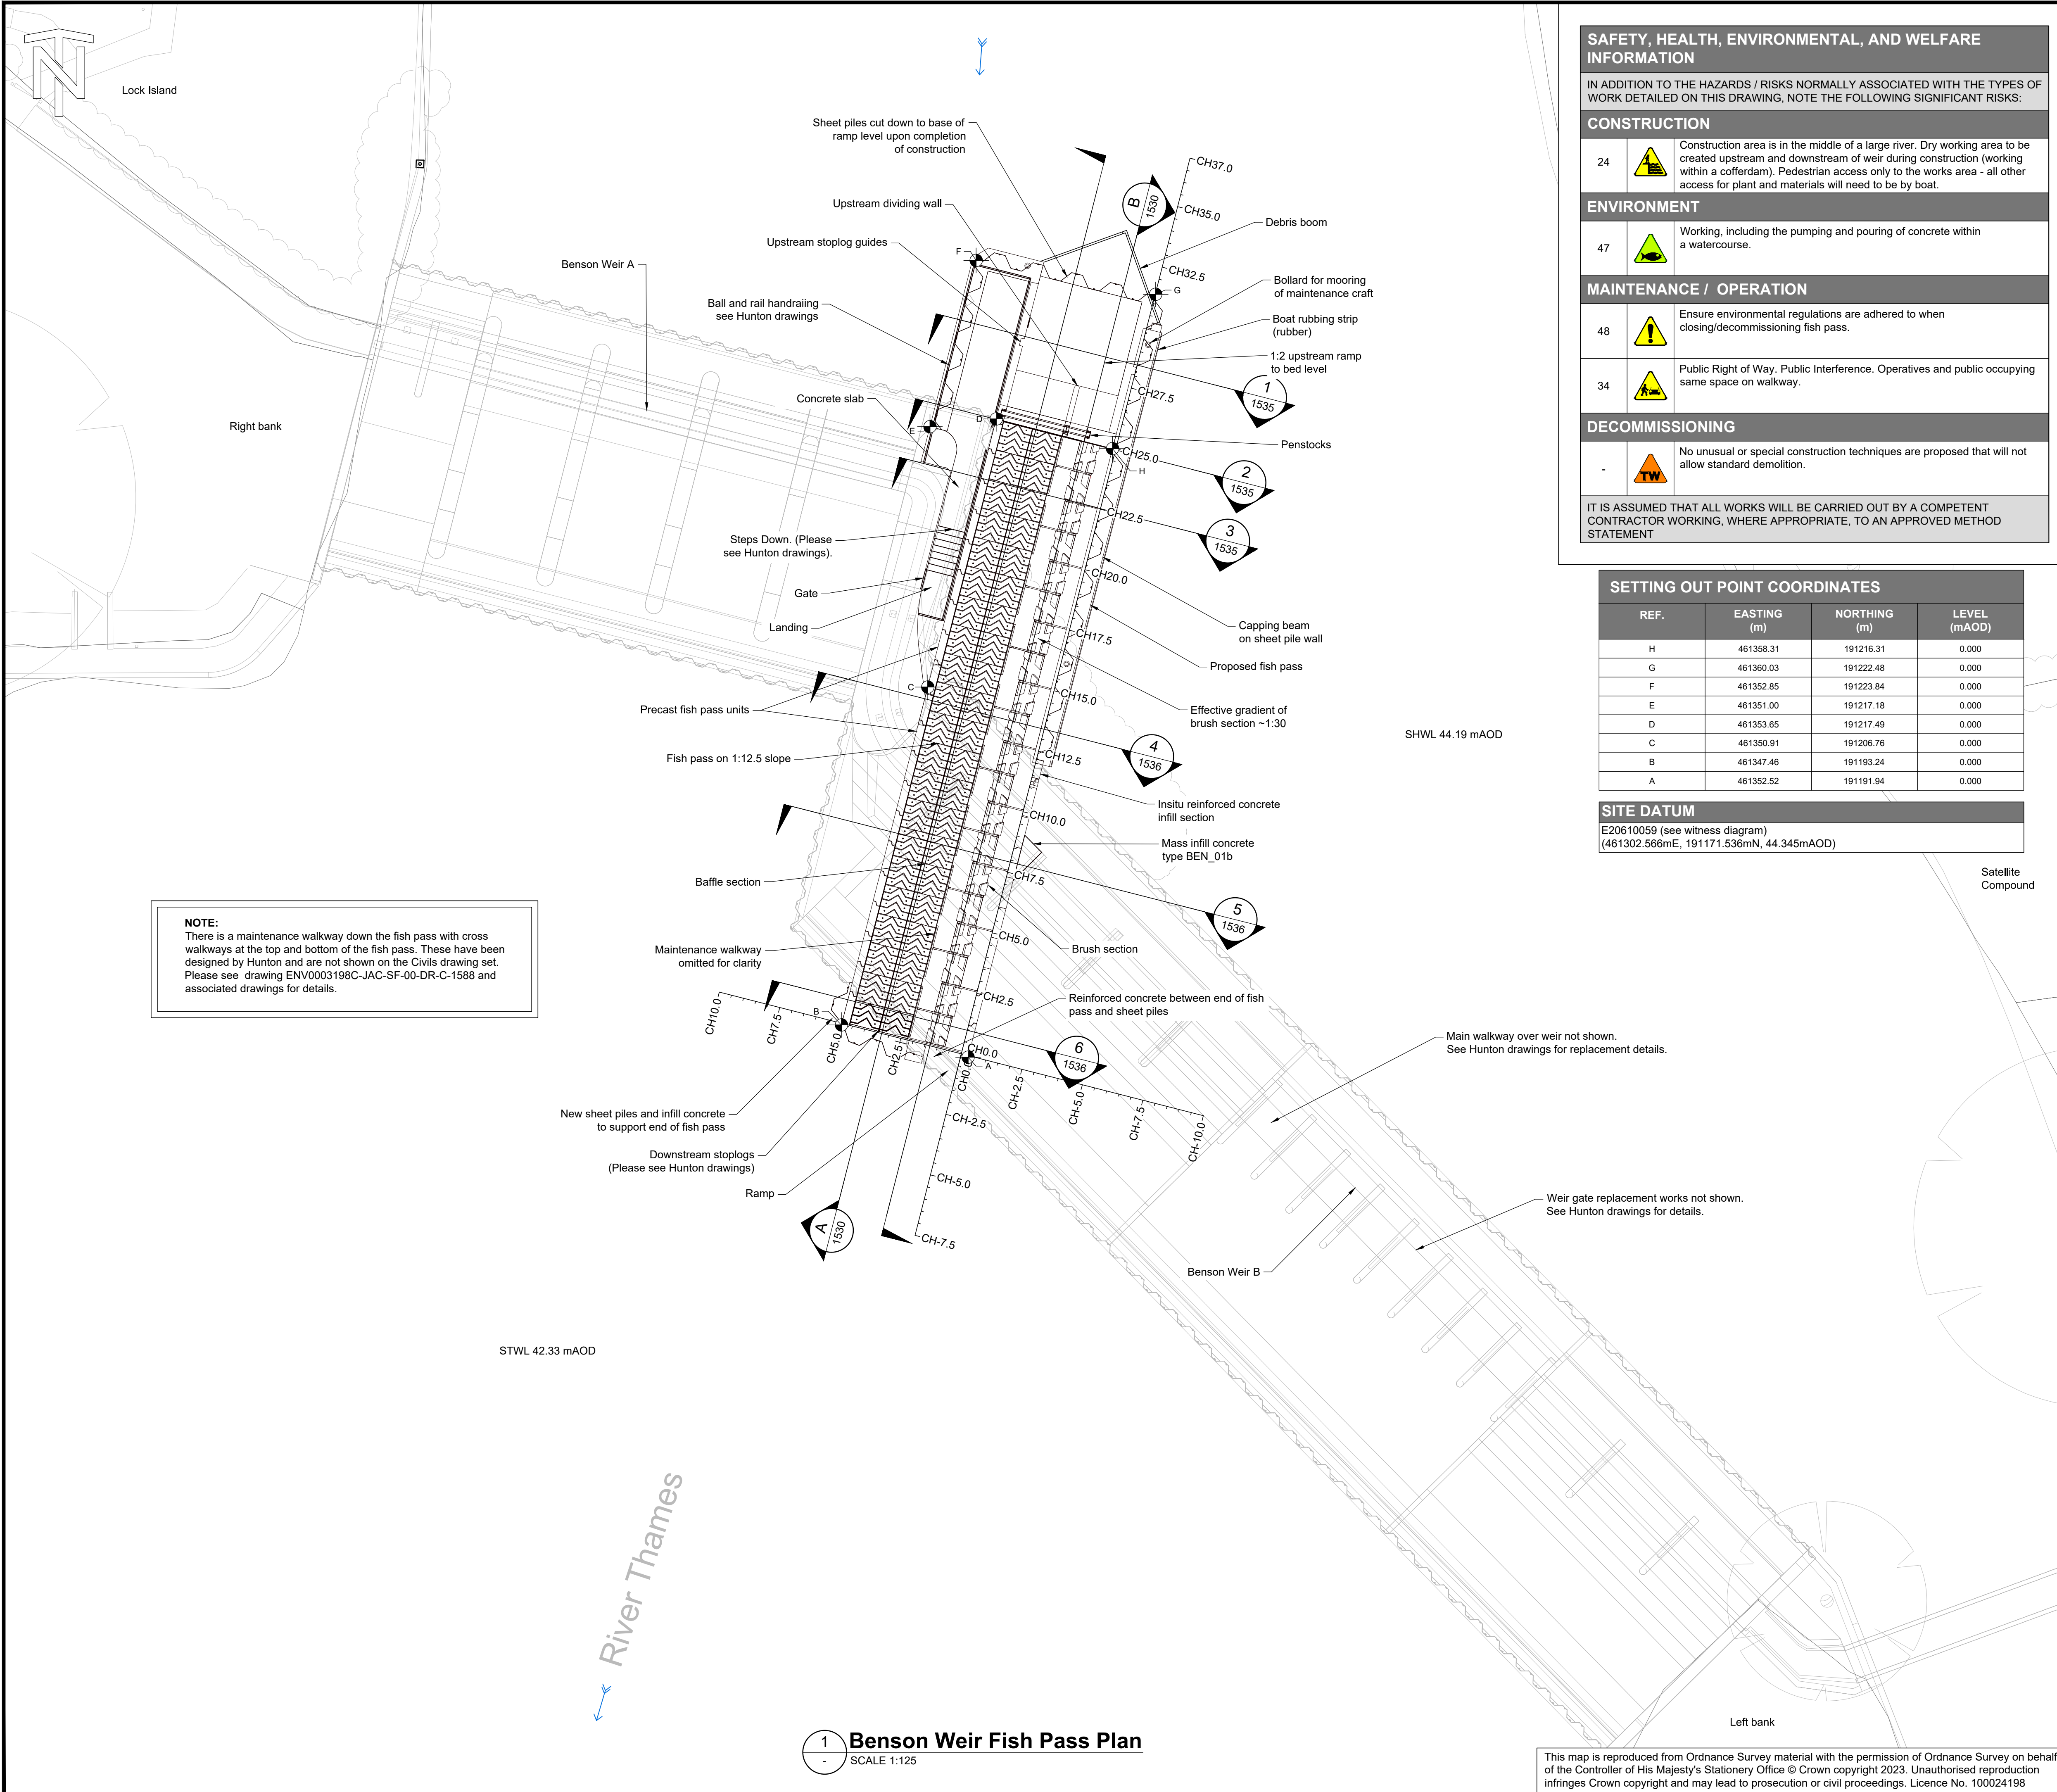 N
Lock Island
Sheet piles cut down to base of
ramp level upon completion
of construction
Upstream dividing wall
Upstream stoplog guides
Benson Weir A
Ball and rail handraiing
see Hunton drawings
Right bank
Concrete slab
Steps Down. (Please
see Hunton drawings).
Gate
Landing
Precast fish pass units
Fish pass on 1:12.5 slope
Baffle section
Maintenance walkway
omitted for clarity
New sheet piles and infill concrete
to support end of fish pass
Downstream stoplogs
(Please see Hunton drawings)
Ramp
CH37.0
CH35.0
CH32.5
CH27.5
CH25.0
CH22.5
CH20.0
CH17.5
CH15.0
CH12.5
CH10.0
CH7.5
CH5.0
CH2.5
CH0.0
CH-2.5
CH-5.0
CH-7.5
CH10.0
CH7.5
CH5.0
CH2.5
CH0.0
CH-2.5
CH-5.0
CH-7.5
CH-10.0
F
G
E
D
H
C
B
A
B
1530
1
1535
2
1535
3
1535
4
1536
5
1536
6
1536
A
1530
Debris boom
Bollard for mooring
of maintenance craft
Boat rubbing strip
(rubber)
1:2 upstream ramp
to bed level
Penstocks
Capping beam
on sheet pile wall
Proposed fish pass
Effective gradient of
brush section ~1:30
Insitu reinforced concrete
infill section
Mass infill concrete
type BEN_01b
Brush section
Reinforced concrete between end of fish
pass and sheet piles
SHWL 44.19 mAOD
Main walkway over weir not shown.
See Hunton drawings for replacement details.
Weir gate replacement works not shown.
See Hunton drawings for details.
Benson Weir B
STWL 42.33 mAOD
River Thames
Left bank
Satellite
Compound
NOTE:
There is a maintenance walkway down the fish pass with cross
walkways at the top and bottom of the fish pass. These have been
designed by Hunton and are not shown on the Civils drawing set.
Please see drawing ENV0003198C-JAC-SF-00-DR-C-1588 and
associated drawings for details.
SAFETY, HEALTH, ENVIRONMENTAL, AND WELFARE
INFORMATION
IN ADDITION TO THE HAZARDS / RISKS NORMALLY ASSOCIATED WITH THE TYPES OF
WORK DETAILED ON THIS DRAWING, NOTE THE FOLLOWING SIGNIFICANT RISKS:
CONSTRUCTION
24
Construction area is in the middle of a large river. Dry working area to be
created upstream and downstream of weir during construction (working
within a cofferdam). Pedestrian access only to the works area - all other
access for plant and materials will need to be by boat.
ENVIRONMENT
47
Working, including the pumping and pouring of concrete within
a watercourse.
MAINTENANCE / OPERATION
48
Ensure environmental regulations are adhered to when
closing/decommissioning fish pass.
34
Public Right of Way. Public Interference. Operatives and public occupying
same space on walkway.
DECOMMISSIONING
-
TW
No unusual or special construction techniques are proposed that will not
allow standard demolition.
IT IS ASSUMED THAT ALL WORKS WILL BE CARRIED OUT BY A COMPETENT
CONTRACTOR WORKING, WHERE APPROPRIATE, TO AN APPROVED METHOD
STATEMENT
SETTING OUT POINT COORDINATES
REF. EASTING (m) NORTHING (m) LEVEL (mAOD)
H 461358.31 191216.31 0.000
G 461360.03 191222.48 0.000
F 461352.85 191223.84 0.000
E 461351.00 191217.18 0.000
D 461353.65 191217.49 0.000
C 461350.91 191206.76 0.000
B 461347.46 191193.24 0.000
A 461352.52 191191.94 0.000
SITE DATUM
E20610059 (see witness diagram)
(461302.566mE, 191171.536mN, 44.345mAOD)
1
-
Benson Weir Fish Pass Plan
SCALE 1:125
This map is reproduced from Ordnance Survey material with the permission of Ordnance Survey on behalf
of the Controller of His Majesty's Stationery Office © Crown copyright 2023. Unauthorised reproduction
infringes Crown copyright and may lead to prosecution or civil proceedings. Licence No. 100024198